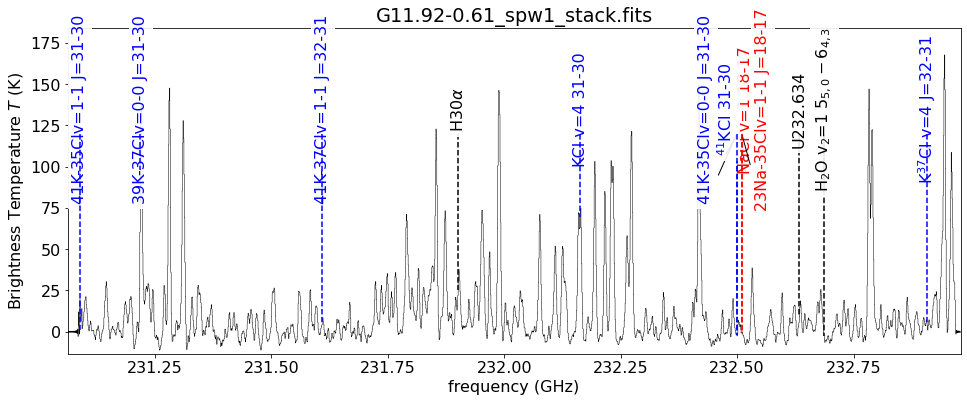 G11.92-0.61_spw1_stack.fits
Brightness Temperature T (K)
175
150
125
100
75
50
25
0
41K-35Clv=1-1 J=31-30
39K-37Clv=0-0 J=31-30
41K-37Clv=1-1 J=32-31
H30α
KCl v=4 31-30
41K-35Clv=0-0 J=31-30
⁴¹KCl 31-30
NaCl v=1 18-17
23Na-35Clv=1-1 J=18-17
U232.634
H₂O v₂=1 5₅,₀ − 6₄,₃
K³⁷Cl v=4 J=32-31
231.25
231.50
231.75
232.00
232.25
232.50
232.75
frequency (GHz)